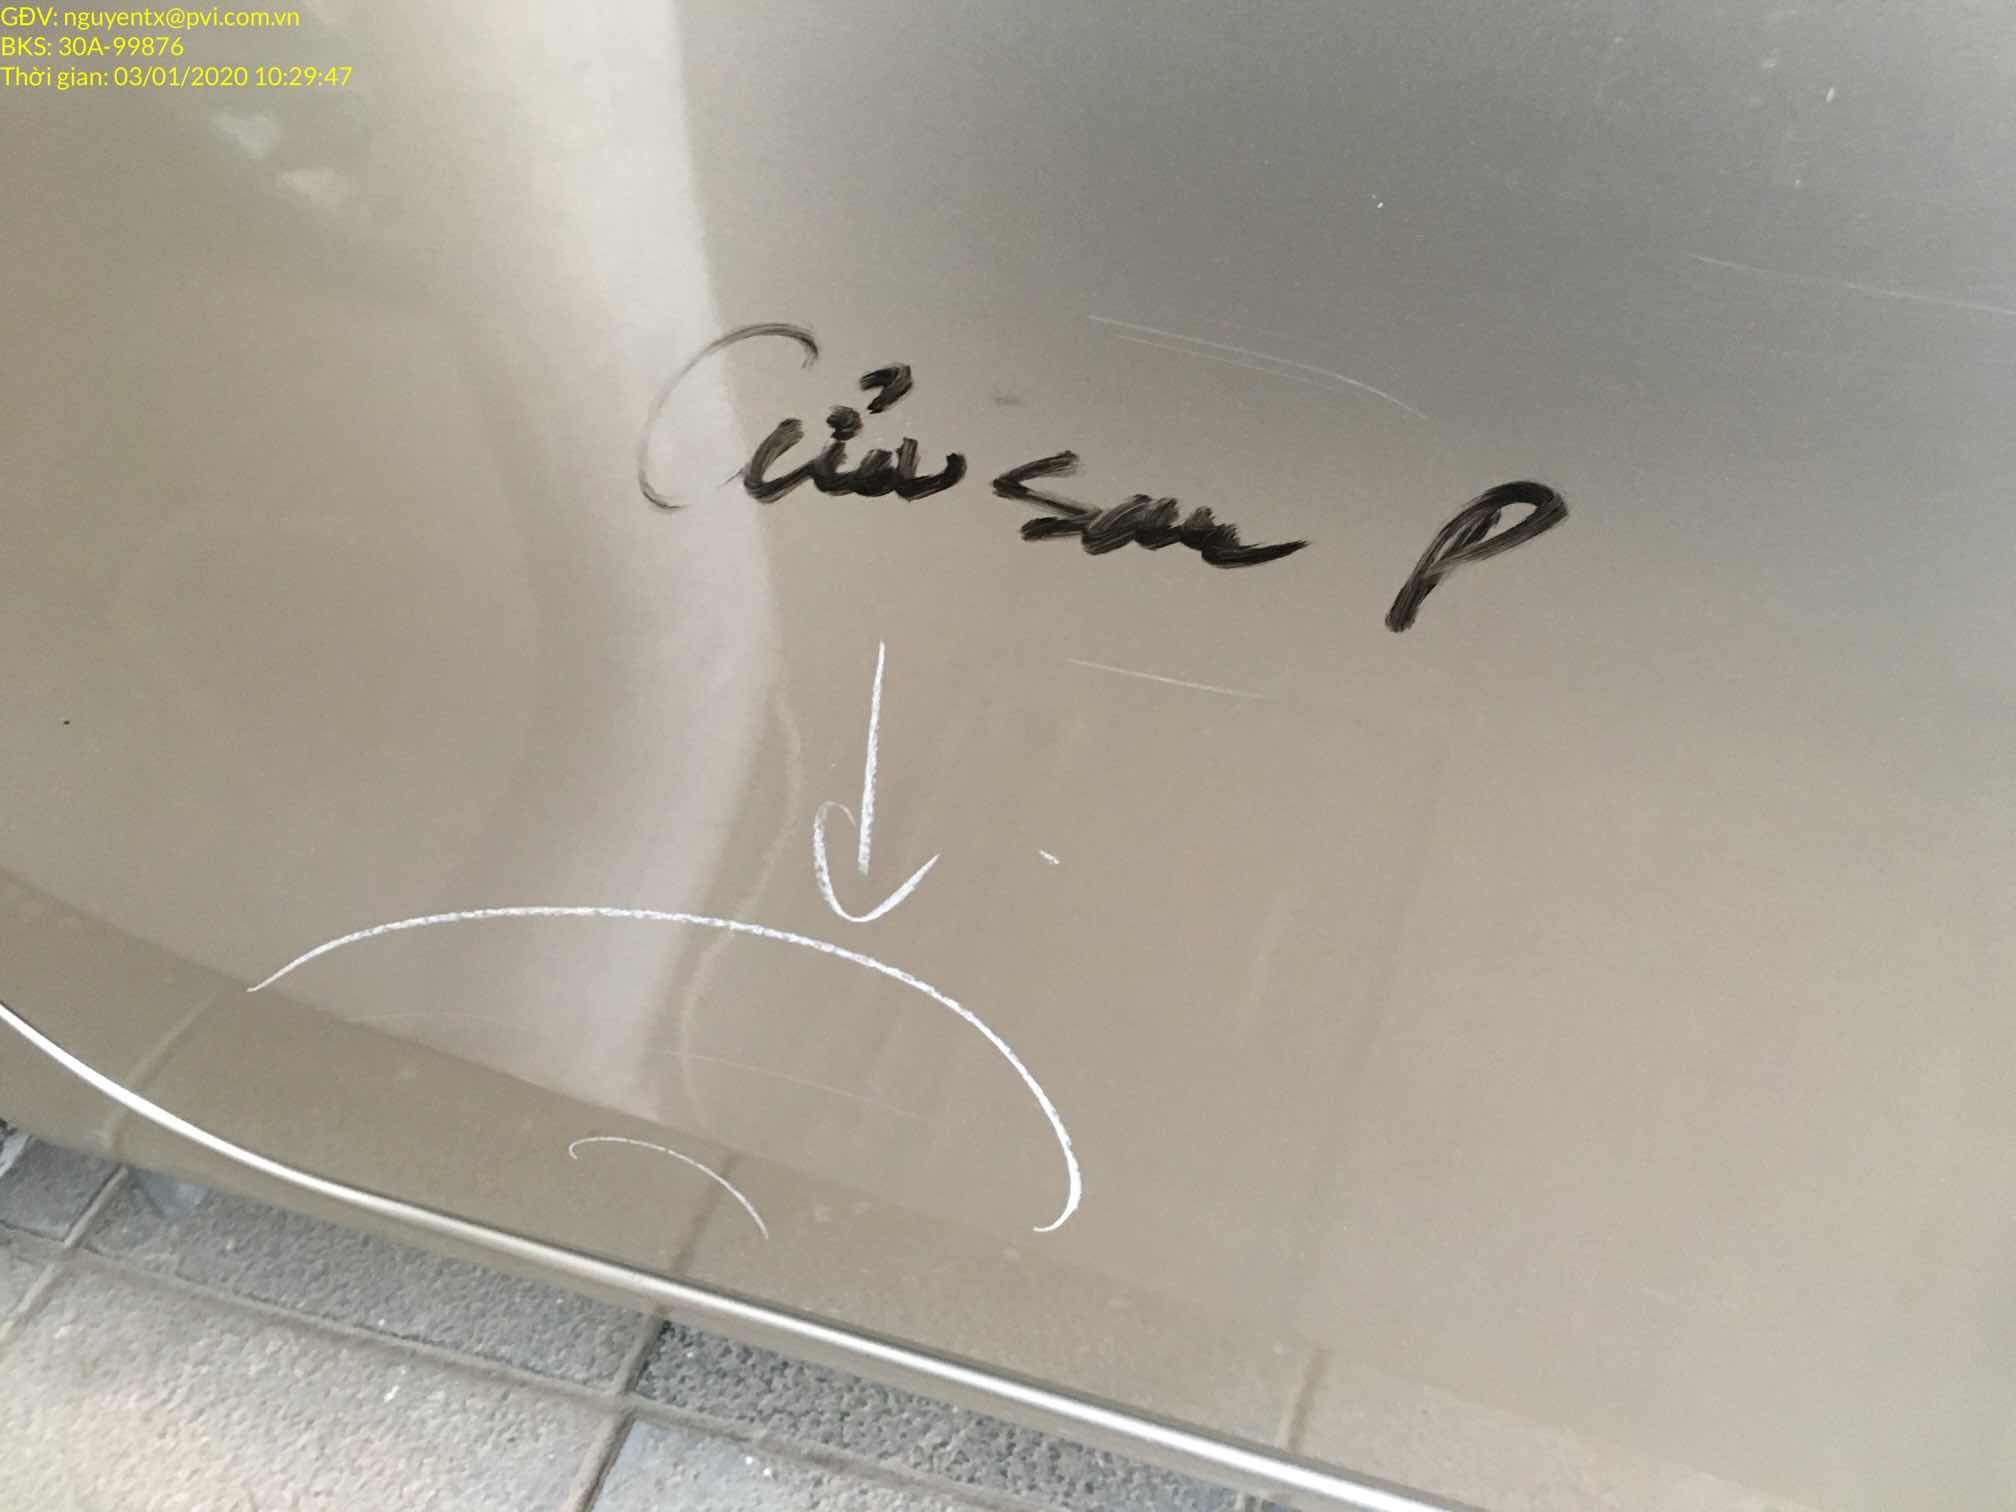 GĐV: nguyentx@pvi.com.vn
BKS: 30A-99876
Thời gian: 03/01/2020 10:29:47
Cửa sau P